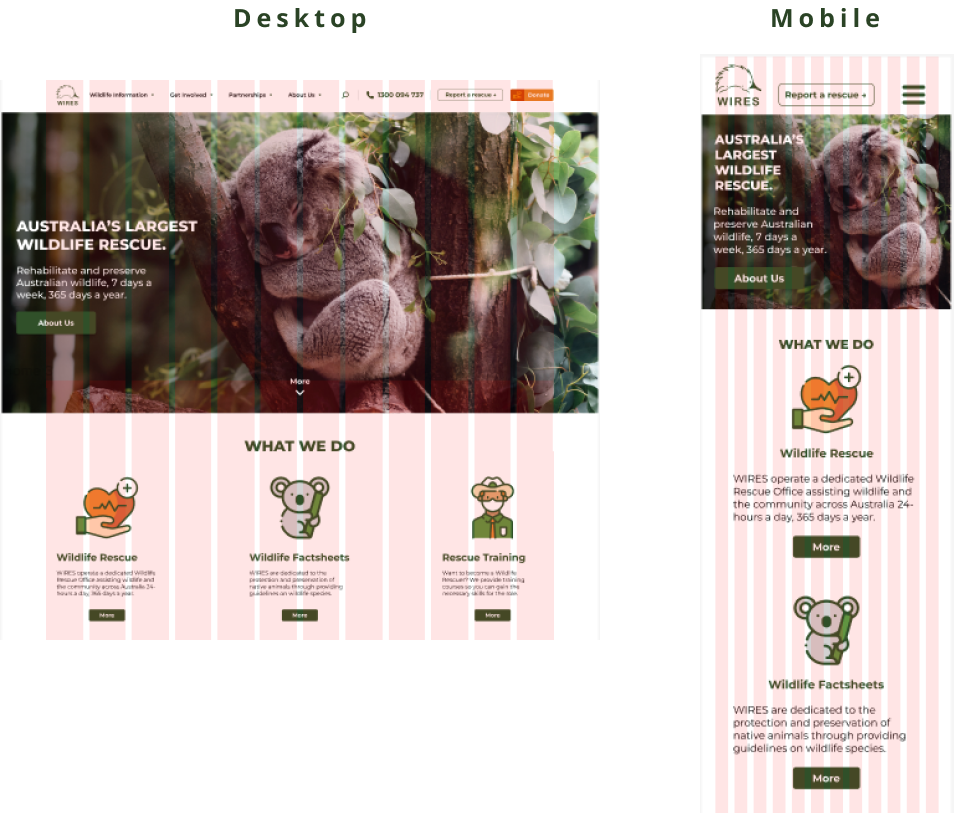 Desktop
WIRES
Wildlife Information
Get Involved
Partnerships
About Us
1300 094 737
Report a rescue
Donate
AUSTRALIA'S LARGEST
WILDLIFE RESCUE.
Rehabilitate and preserve
Australian wildlife, 7 days a
week, 365 days a year.
About Us
More
WHAT WE DO
Wildlife Rescue
WIRES operate a dedicated Wildlife
Rescue Office assisting wildlife and
the community across Australia 24-
hours a day, 365 days a year.
More
Wildlife Factsheets
WIRES are dedicated to the
protection and preservation of
native animals through providing
guidelines on wildlife species.
More
Rescue Training
Want to become a Wildlife
Rescuer? We provide training
courses so you can gain the
necessary skills for the
More
Mobile
WIRES
Report a rescue
AUSTRALIA'S
LARGEST
WILDLIFE
RESCUE.
Rehabilitate and
preserve Australian
wildlife, 7 days a
week, 365 days a year.
About Us
WHAT WE DO
Wildlife Rescue
WIRES operate a dedicated Wildlife
Rescue Office assisting wildlife and
the community across Australia 24-
hours a day, 365 days a year.
More
Wildlife Factsheets
WIRES are dedicated to the
protection and preservation of
native animals through providing
guidelines on wildlife species.
More